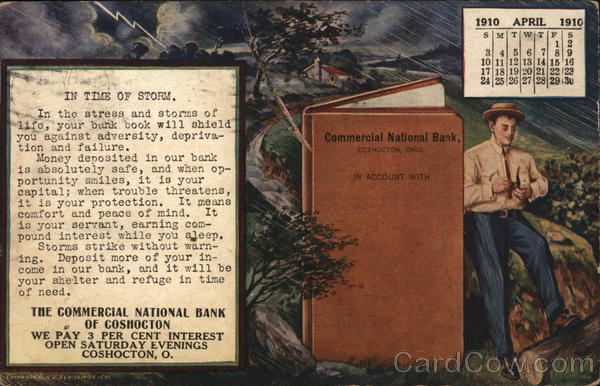 1910 APRIL 1910
S M T W T F S
1 2
3 4 5 6 7 8 9
10 11 12 13 14 15 16
17 18 19 20 21 22 23
24 25 26 27 28 29 30
IN TIME OF STORM.
In the stress and storms of
life, your bank book will shield
you against adversity, depriva-
tion and failure.
Money deposited in our bank
is absolutely safe, and when op-
portunity smiles, it is your
capital; when trouble threatens,
it is your protection. It means
comfort and peace of mind. It
is your servant, earning com-
pound interest while you sleep.
Storms strike without warn-
ing. Deposit more of your in-
come in our bank, and it will be
your shelter and refuge in time
of need.
THE COMMERCIAL NATIONAL BANK
OF COSHOCTON
WE PAY 3 PER CENT INTEREST
OPEN SATURDAY EVENINGS
COSHOCTON, O.
Commercial National Bank,
COZHOCTON, OHIO.
IN ACCOUNT WITH
CardCow.com